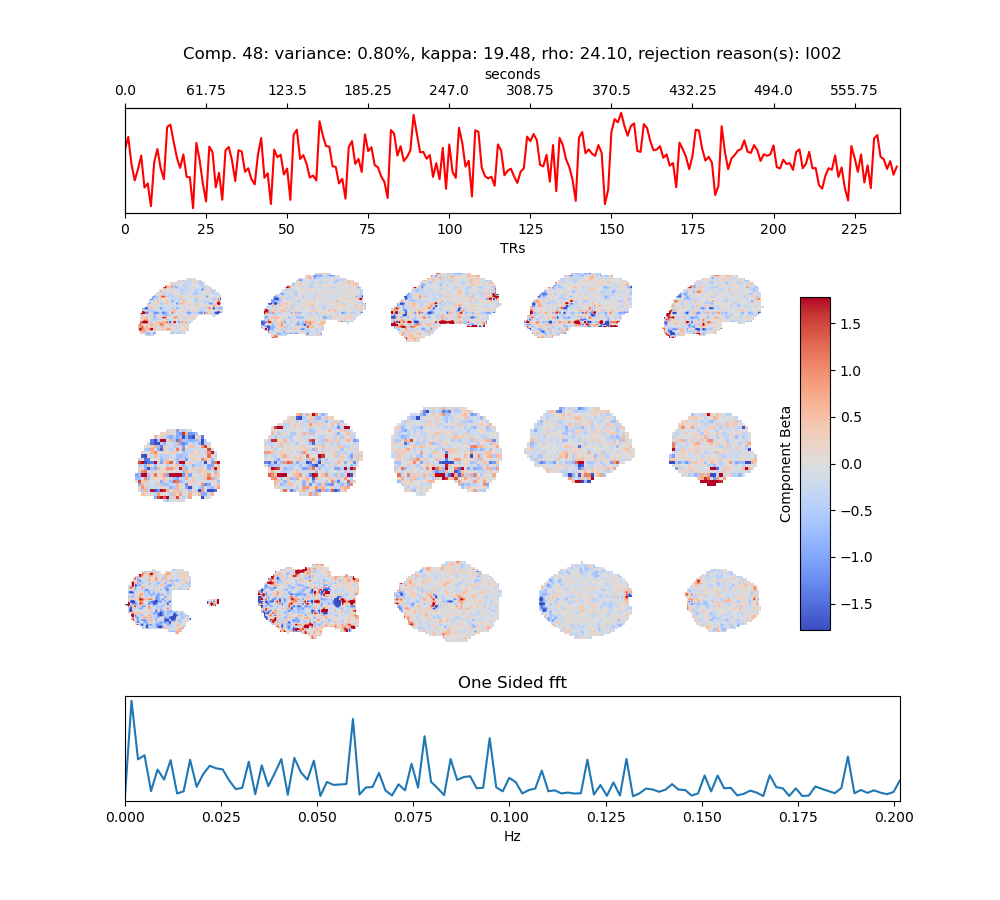 Comp. 48: variance: 0.80%, kappa: 19.48, rho: 24.10, rejection reason(s): I002
seconds
0.0 61.75 123.5 185.25 247.0 308.75 370.5 432.25 494.0 555.75
0 25 50 75 100 125 150 175 200 225
TRs
1.5
1.0
0.5
0.0
−0.5
−1.0
−1.5
Component Beta
One Sided fft
0.000 0.025 0.050 0.075 0.100 0.125 0.150 0.175 0.200
Hz